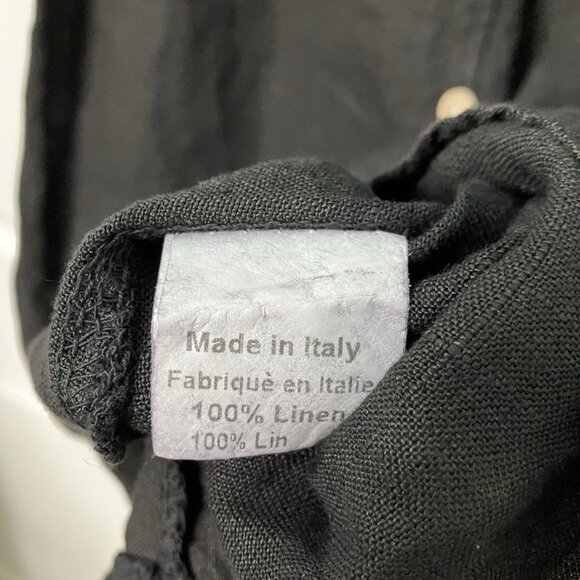 Made in Italy
Fabriquè en Italie
100% Linen
100% Lin